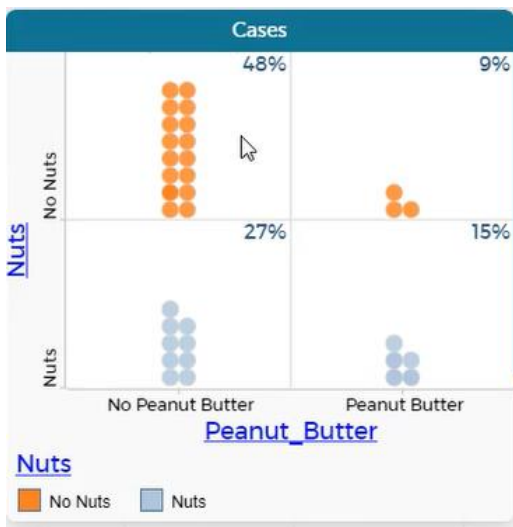 Cases
48%
9%
No Nuts
27%
15%
Nuts
Nuts
No Peanut Butter
Peanut Butter
Peanut_Butter
Nuts
No Nuts
Nuts